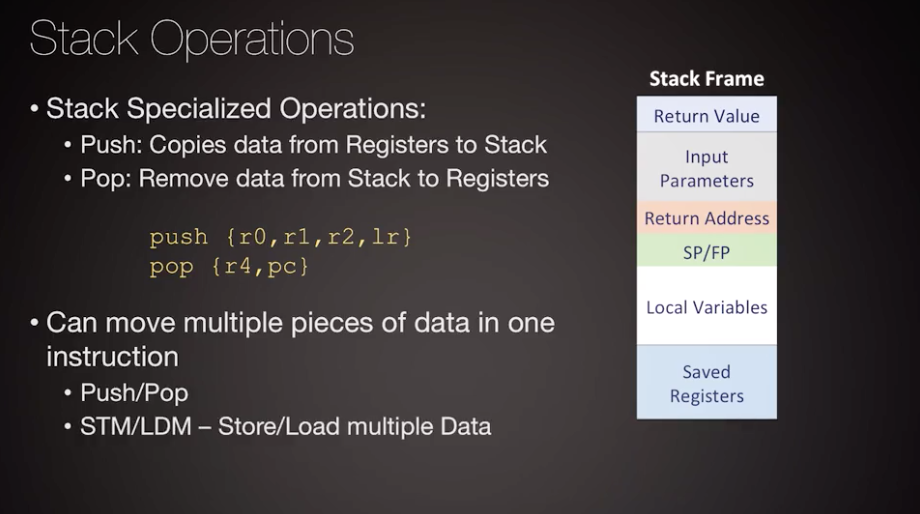 Stack Operations
• Stack Specialized Operations:
• Push: Copies data from Registers to Stack
• Pop: Remove data from Stack to Registers
push {r0,r1,r2,lr}
pop {r4,pc}
• Can move multiple pieces of data in one
instruction
• Push/Pop
• STM/LDM – Store/Load multiple Data
Stack Frame
Return Value
Input
Parameters
Return Address
SP/FP
Local Variables
Saved
Registers